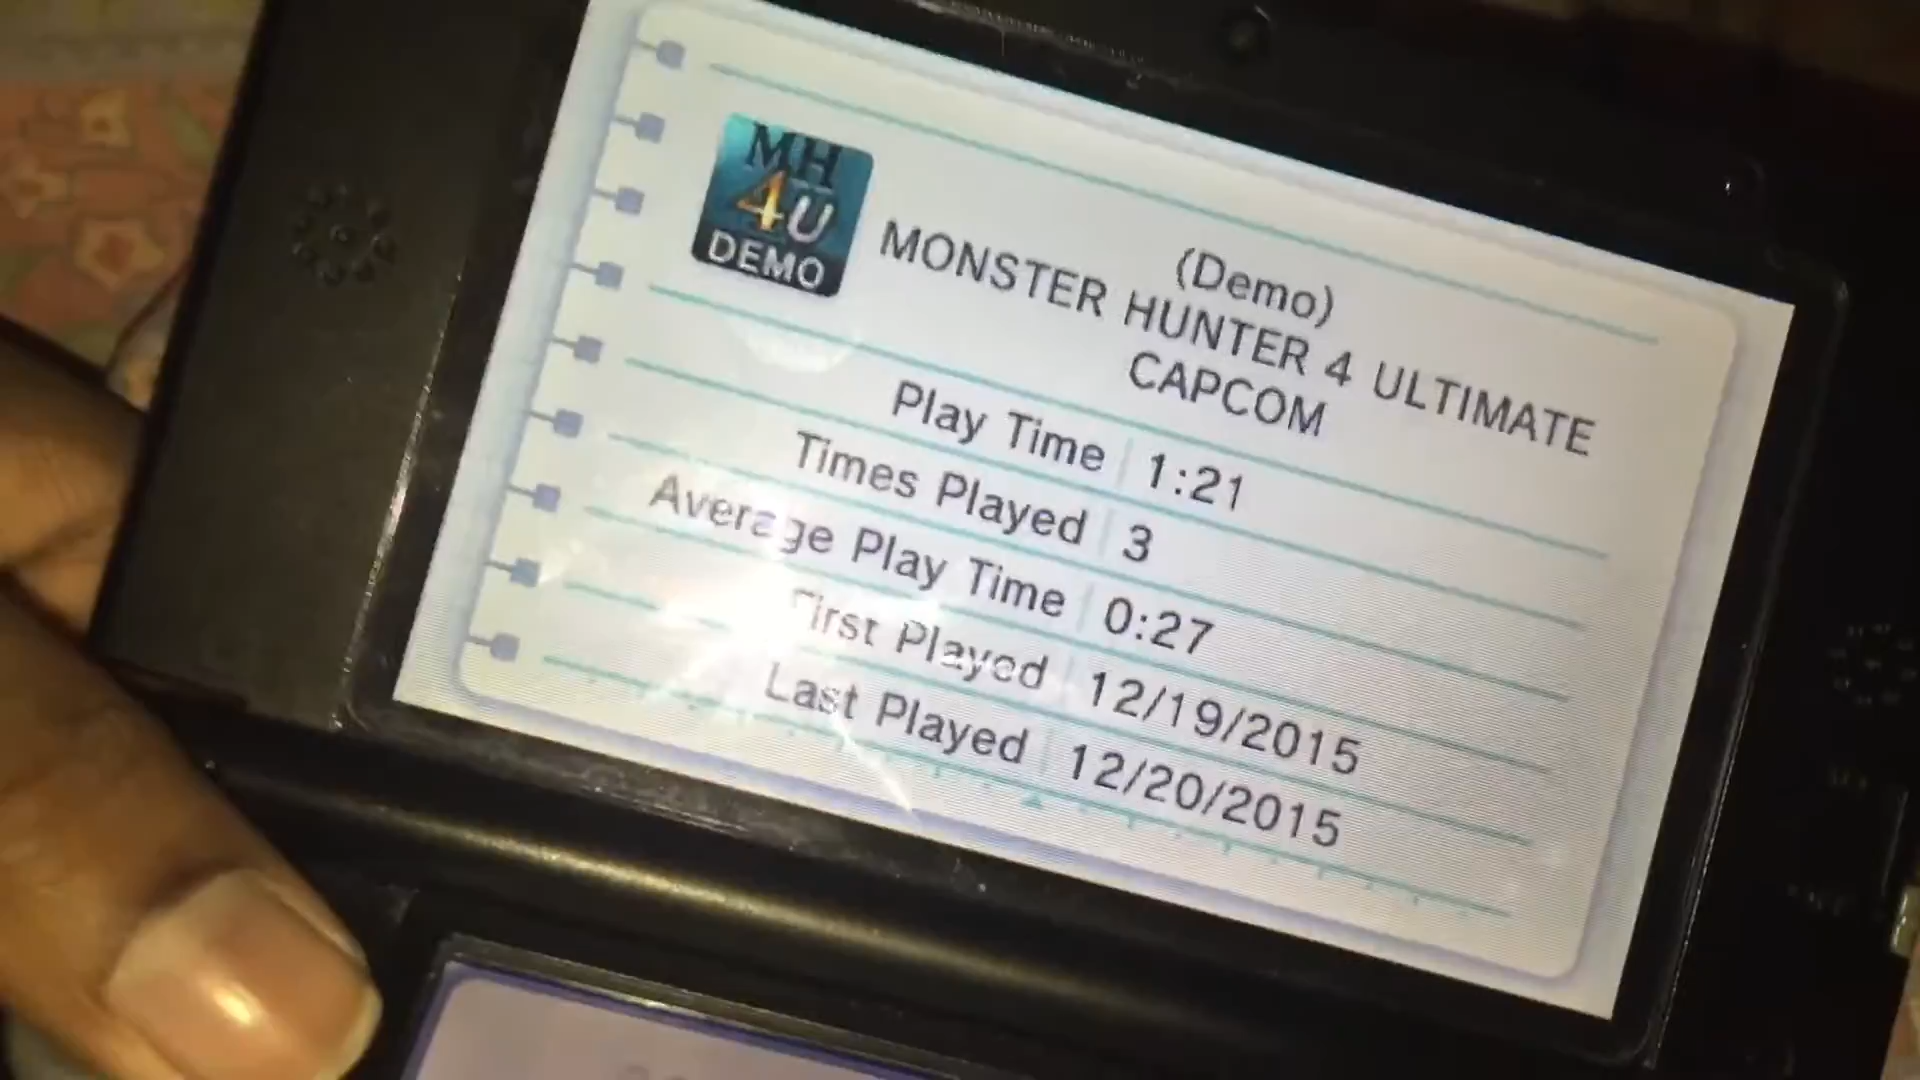 MH
4U
DEMO
(Demo)
MONSTER HUNTER 4 ULTIMATE
CAPCOM
Play Time 1:21
Times Played 3
Average Play Time 0:27
First Played 12/19/2015
Last Played 12/20/2015